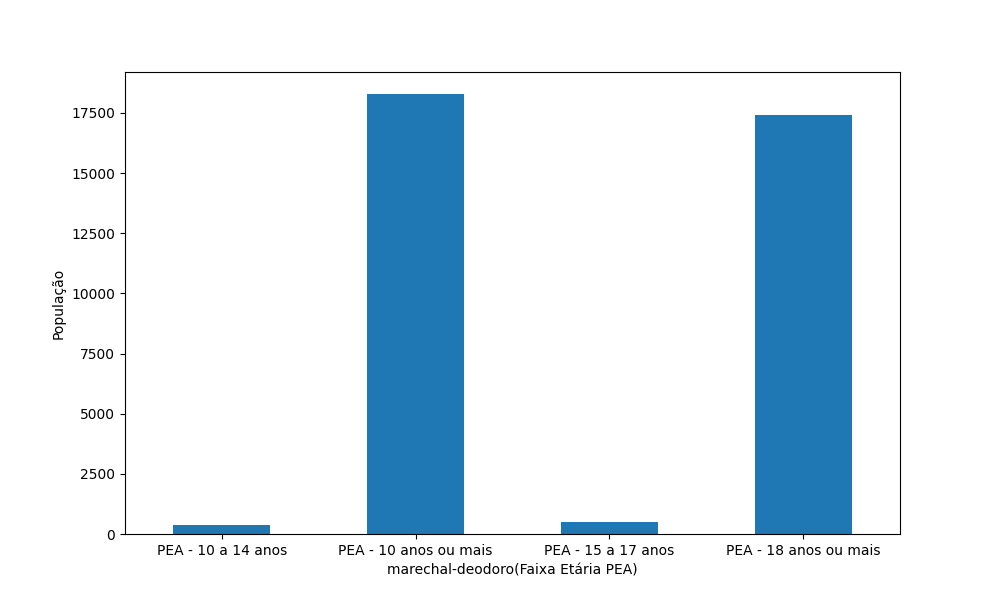 17500
15000
12500
10000
7500
5000
2500
0
População
PEA - 10 a 14 anos
PEA - 10 anos ou mais
PEA - 15 a 17 anos
PEA - 18 anos ou mais
marechal-deodoro(Faixa Etária PEA)